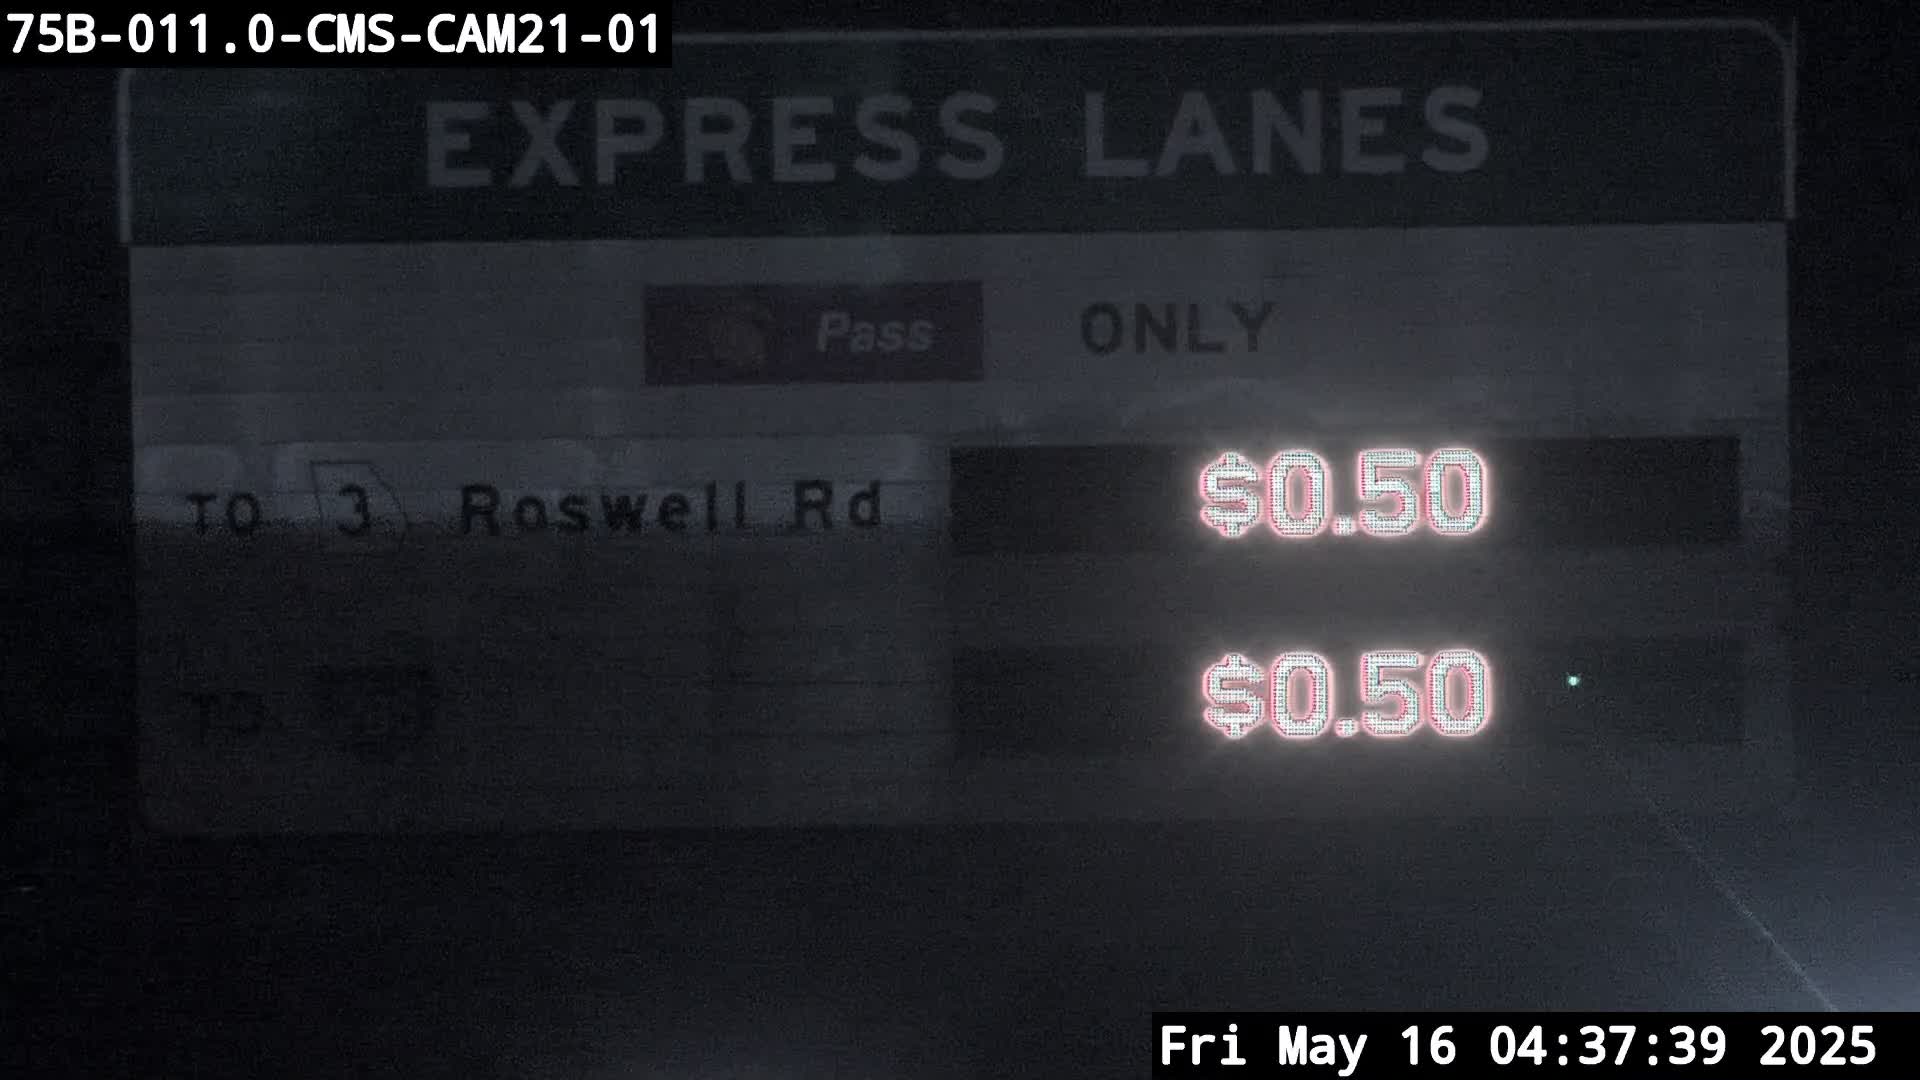 75B-011.0-CMS-CAM21-01
EXPRESS LANES
Pass ONLY
TO 3 Roswell Rd $0.50
TO $0.50
Fri May 16 04:37:39 2025